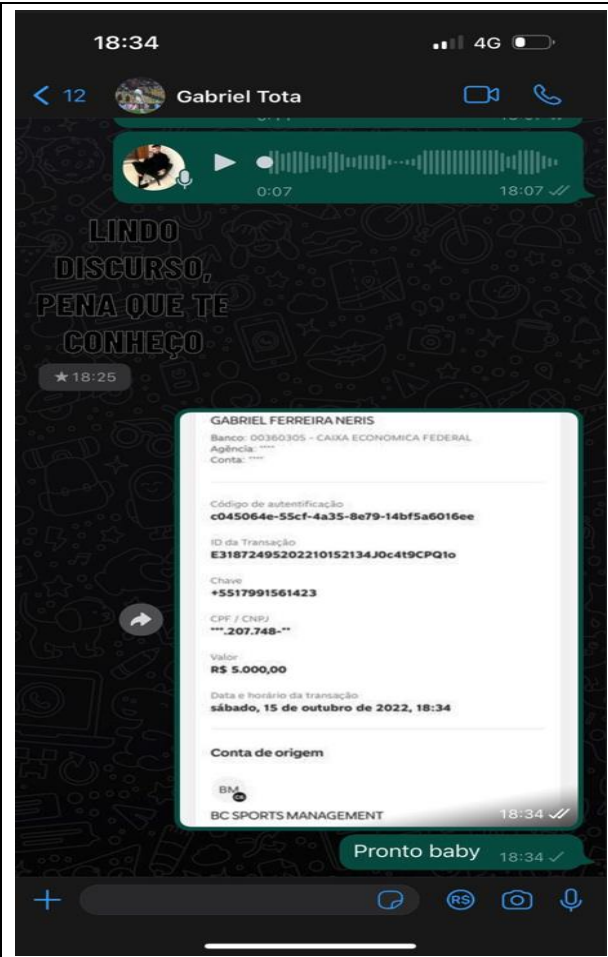 18:34
4G
12
Gabriel Tota
0:07
18:07
LINDO
DISCURSO,
PENA QUE TE
CONHEÇO
★18:25
GABRIEL FERREIRA NERIS
Banco: 00360305 - CAIXA ECONOMICA FEDERAL
Agência: ****
Conta: ****
Código de autentificação
c045064e-55cf-4a35-8e79-14bf5a6016ee
ID da Transação
E31872495202210152134J0c4t9CPQ1o
Chave
+5517991561423
CPF / CNPJ
***.207.748-**
Valor
R$ 5.000,00
Data e horário da transação
sábado, 15 de outubro de 2022, 18:34
Conta de origem
BM
BC SPORTS MANAGEMENT
18:34
Pronto baby
18:34
R$